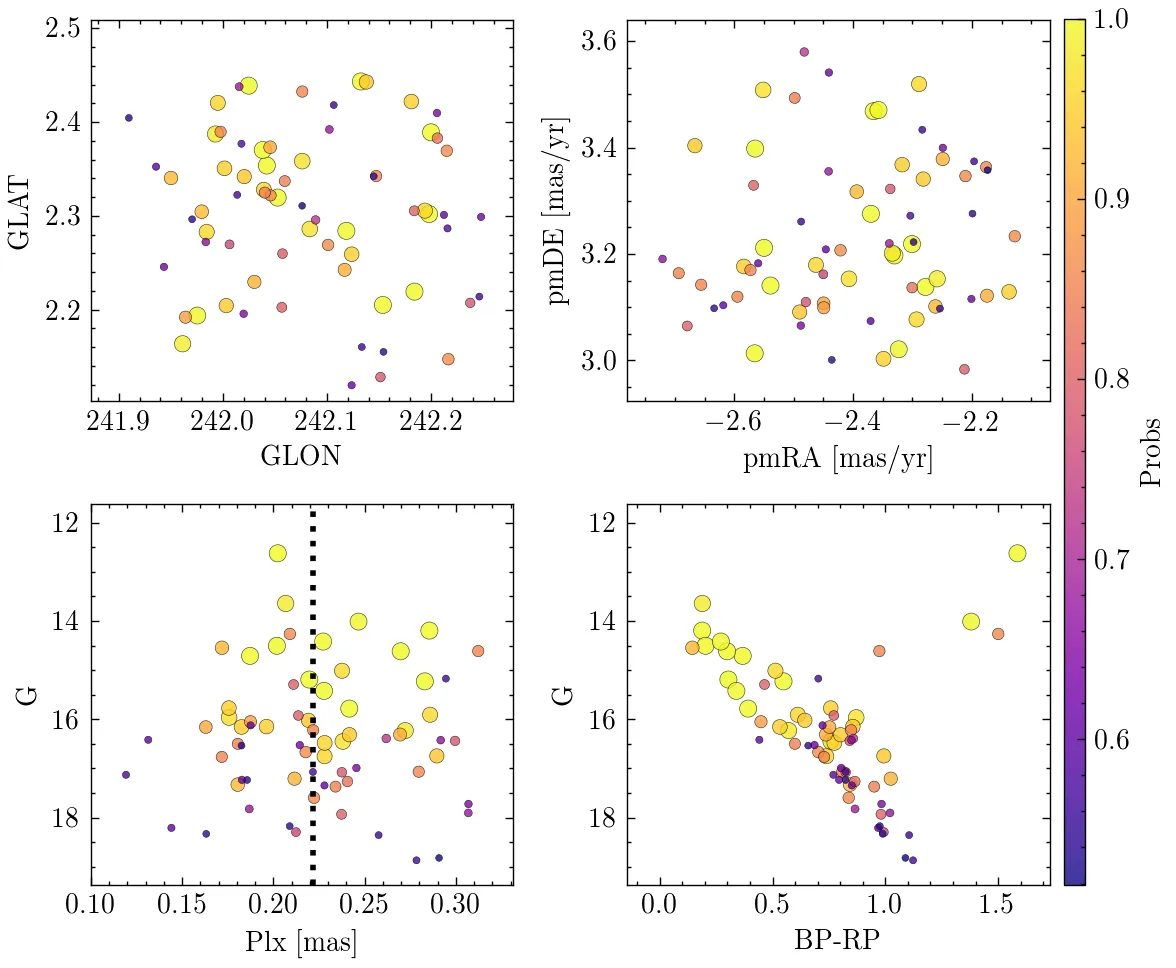 2.5
2.4
2.3
2.2
GLAT
241.9 242.0 242.1 242.2
GLON
3.6
3.4
3.2
3.0
pmDE [mas/yr]
−2.6 −2.4 −2.2
pmRA [mas/yr]
12
14
16
18
G
0.10 0.15 0.20 0.25 0.30
Plx [mas]
12
14
16
18
G
0.0 0.5 1.0 1.5
BP-RP
1.0
0.9
0.8
0.7
0.6
Probs